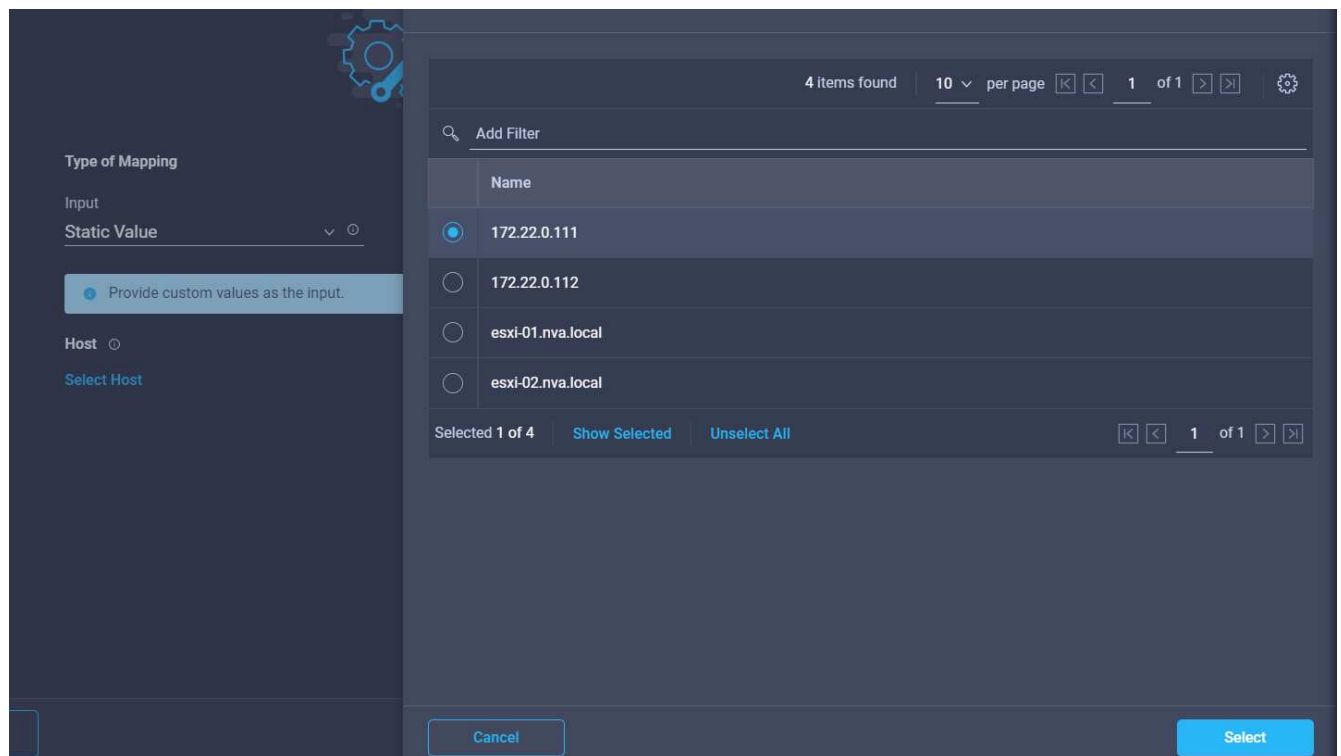 4 items found 10 per page 1 of 1
Add Filter
Type of Mapping
Name
Input
Static Value
172.22.0.111
172.22.0.112
Provide custom values as the input.
esxi-01.nva.local
Host
Select Host
esxi-02.nva.local
Selected 1 of 4 Show Selected Unselect All 1 of 1
Cancel
Select